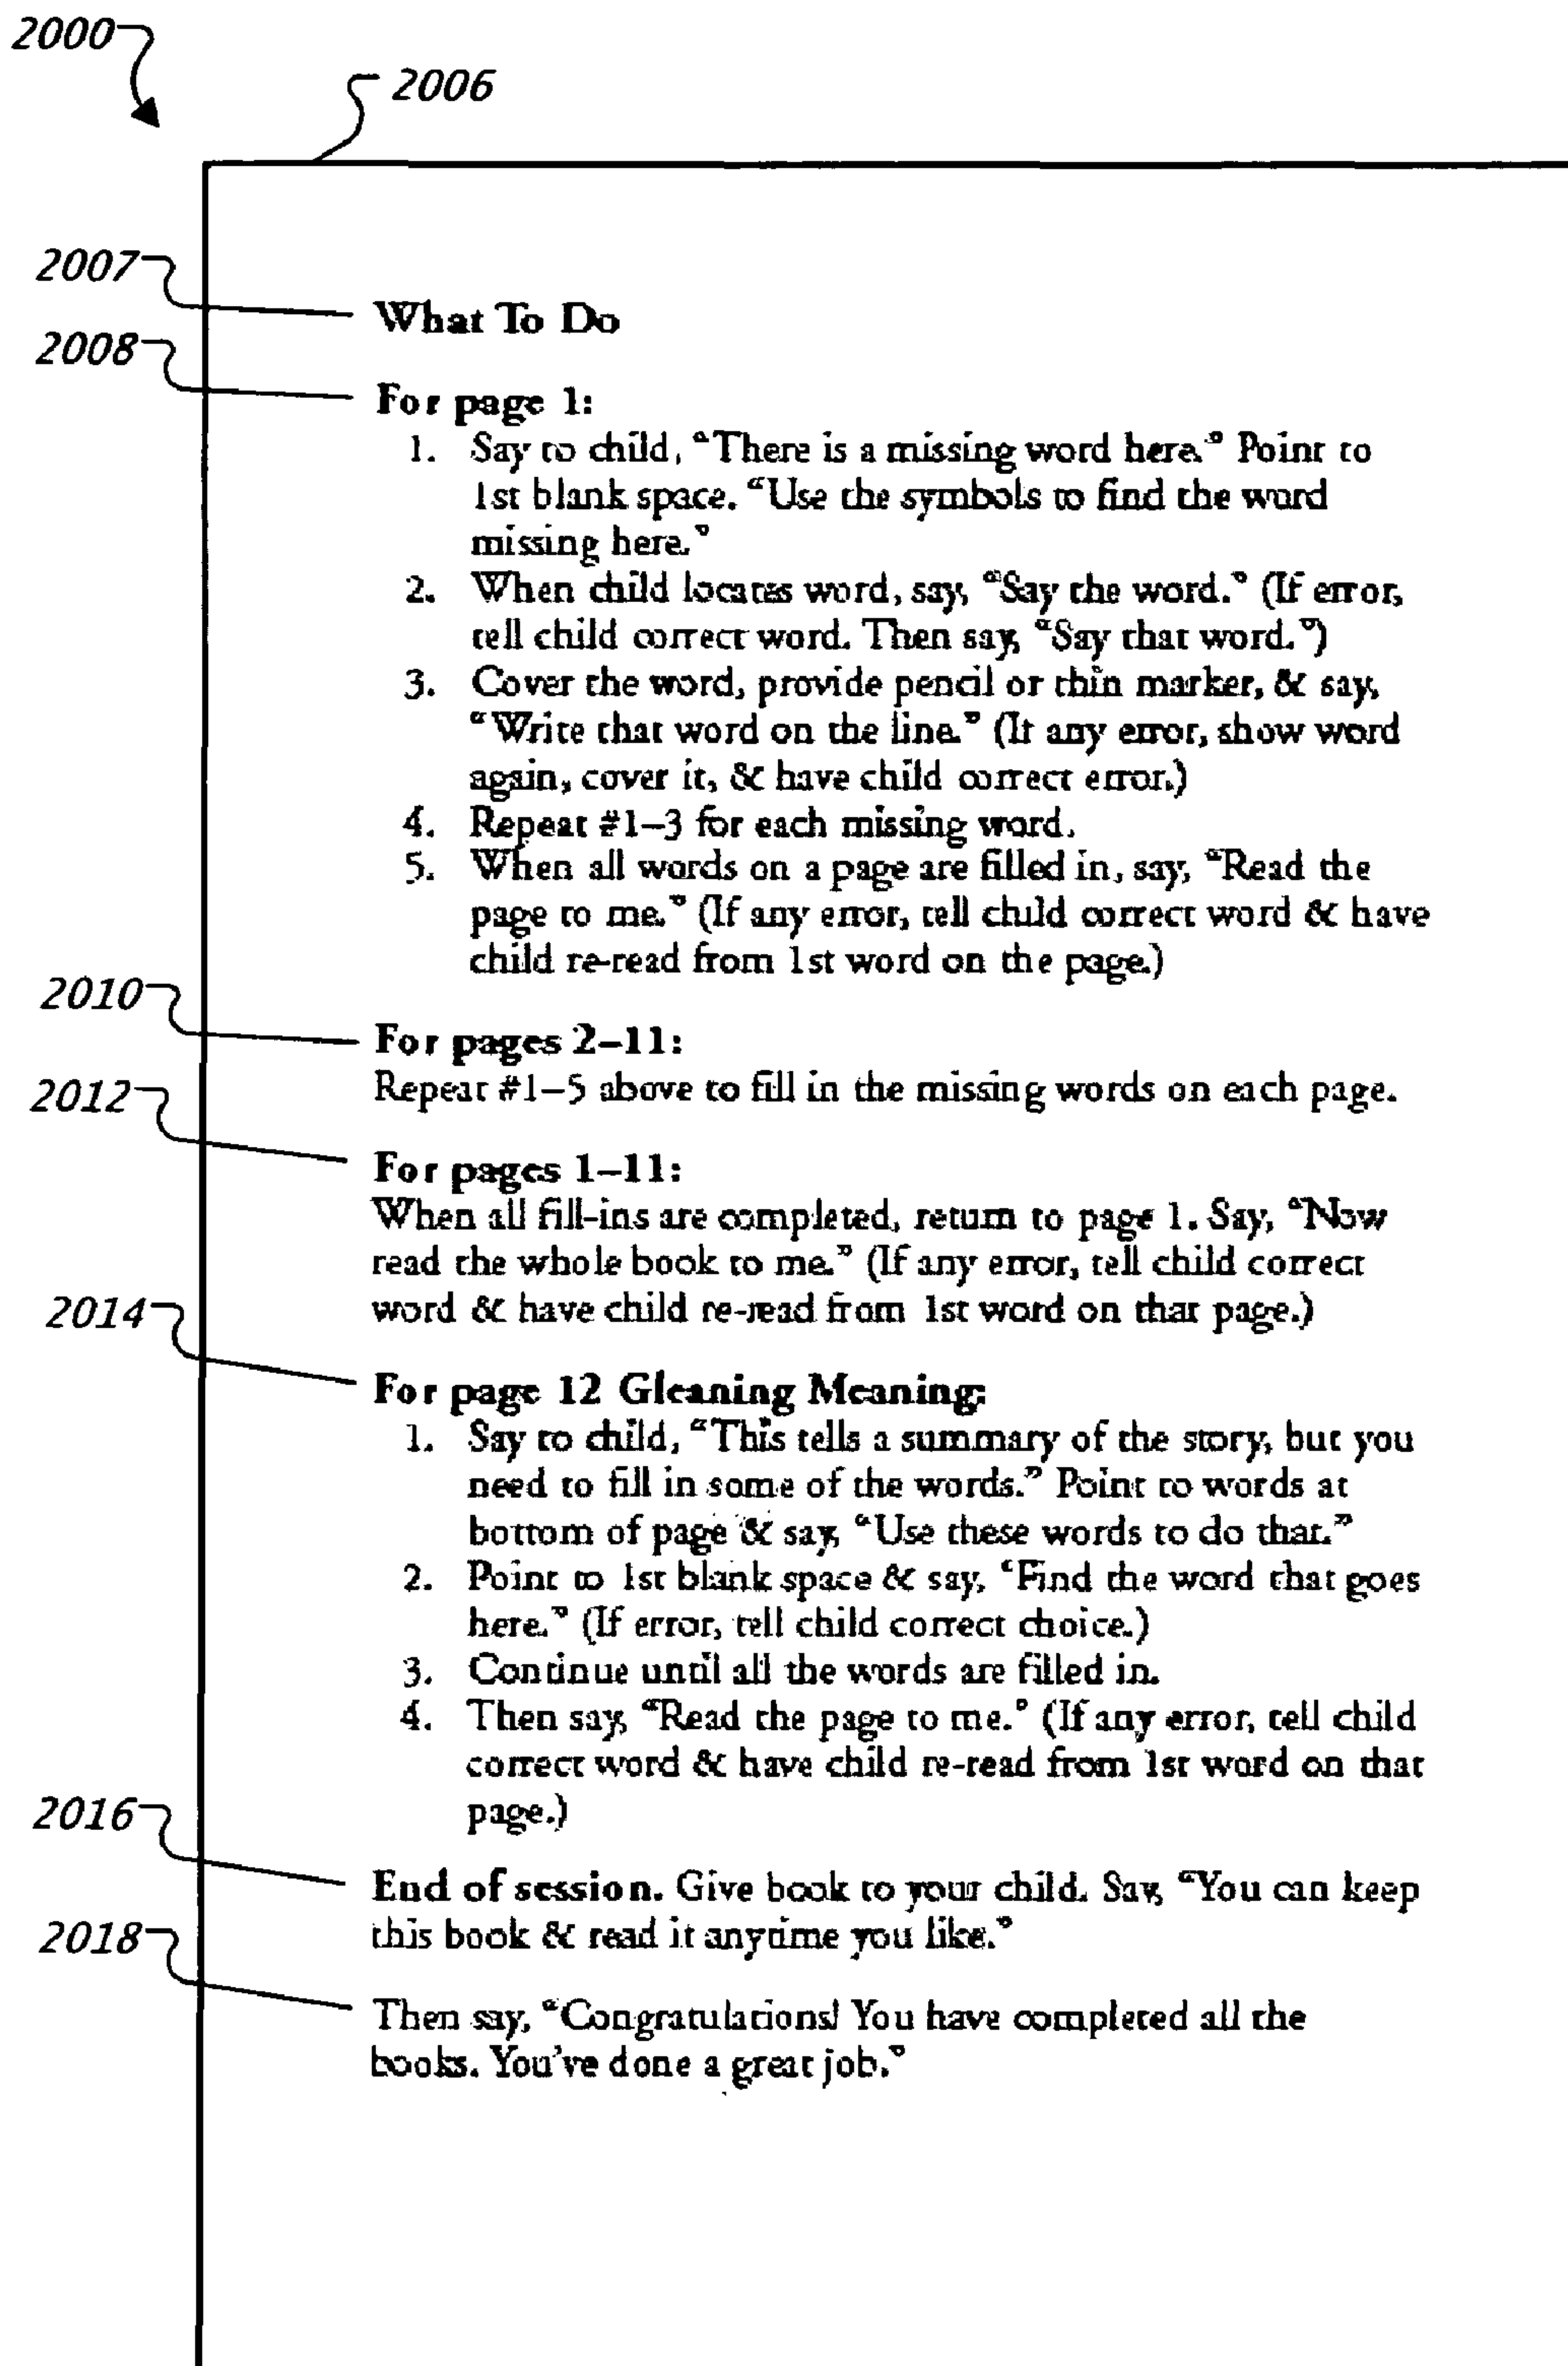 2000
2006
2007
What To Do
2008
For page 1:
1. Say to child, “There is a missing word here.” Point to
1st blank space. “Use the symbols to find the word
missing here.”
2. When child locates word, say, “Say the word.” (If error,
tell child correct word. Then say, “Say that word.”)
3. Cover the word, provide pencil or thin marker, & say,
“Write that word on the line.” (It any error, show word
again, cover it, & have child correct error.)
4. Repeat #1–3 for each missing word.
5. When all words on a page are filled in, say, “Read the
page to me.” (If any error, tell child correct word & have
child re-read from 1st word on the page.)
2010
For pages 2–11:
Repeat #1–5 above to fill in the missing words on each page.
2012
For pages 1–11:
When all fill-ins are completed, return to page 1. Say, “Now
read the whole book to me.” (If any error, tell child correct
word & have child re-read from 1st word on that page.)
2014
For page 12 Gleaning Meaning:
1. Say to child, “This tells a summary of the story, but you
need to fill in some of the words.” Point to words at
bottom of page & say, “Use these words to do that.”
2. Point to 1st blank space & say, “Find the word that goes
here.” (If error, tell child correct choice.)
3. Continue until all the words are filled in.
4. Then say, “Read the page to me.” (If any error, tell child
correct word & have child re-read from 1st word on that
page.)
2016
End of session. Give book to your child. Say, “You can keep
this book & read it anytime you like.”
2018
Then say, “Congratulations! You have completed all the
books. You’ve done a great job.”